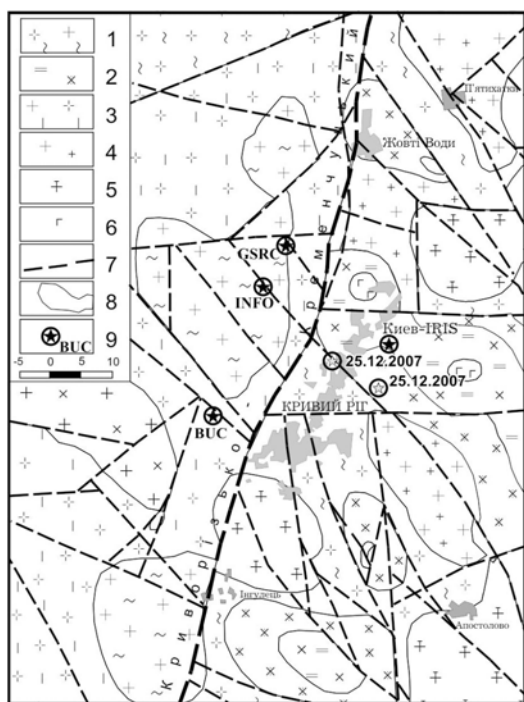 1
2
3
4
5
6
7
8
9
BUC
-5 0 5 10
П'ятихатки
Жовті Води
GSRC
INFO
Киев-IRIS
25.12.2007
25.12.2007
КРИВИЙ РІГ
BUC
Криворізько
Кременчуцький
Інгулець
Апостолово